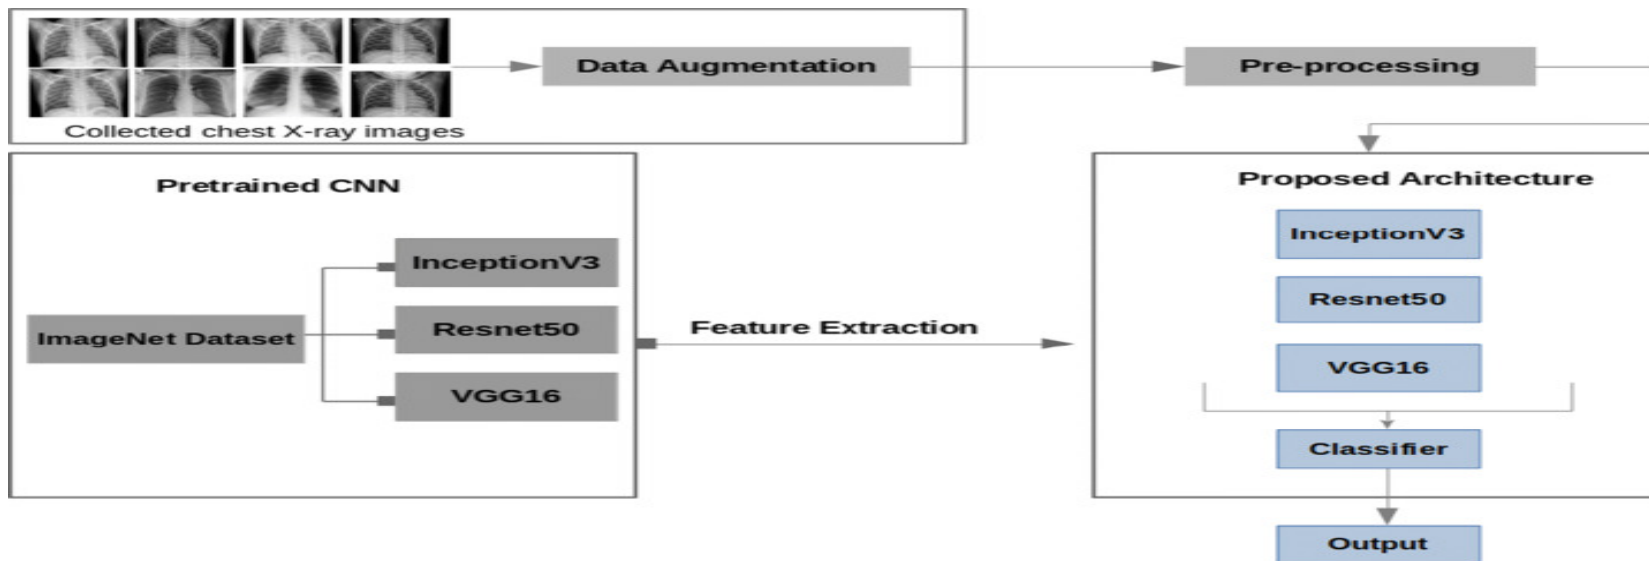 Data Augmentation
Pre-processing
Collected chest X-ray images
Pretrained CNN
InceptionV3
Resnet50
VGG16
ImageNet Dataset
Feature Extraction
Proposed Architecture
InceptionV3
Resnet50
VGG16
Classifier
Output